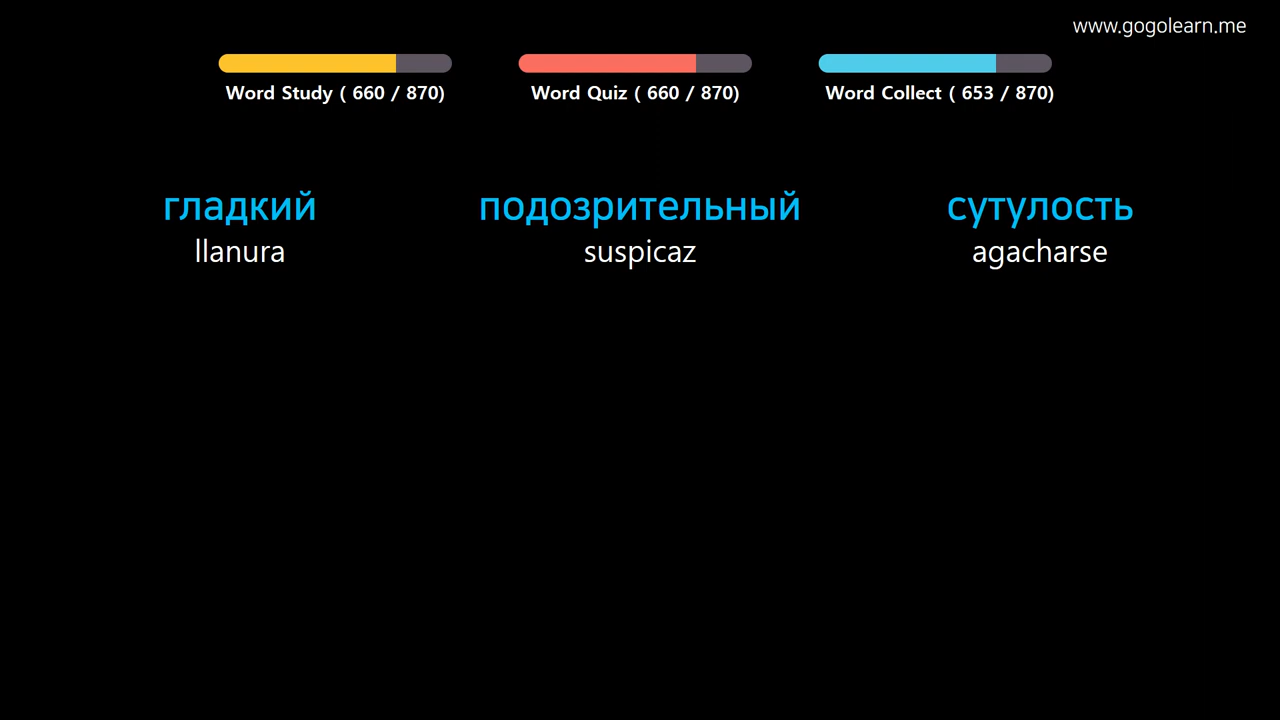 www.gogolearn.me
Word Study ( 660 / 870)
Word Quiz ( 660 / 870)
Word Collect ( 653 / 870)
гладкий
llanura
подозрительный
suspicaz
сутулость
agacharse